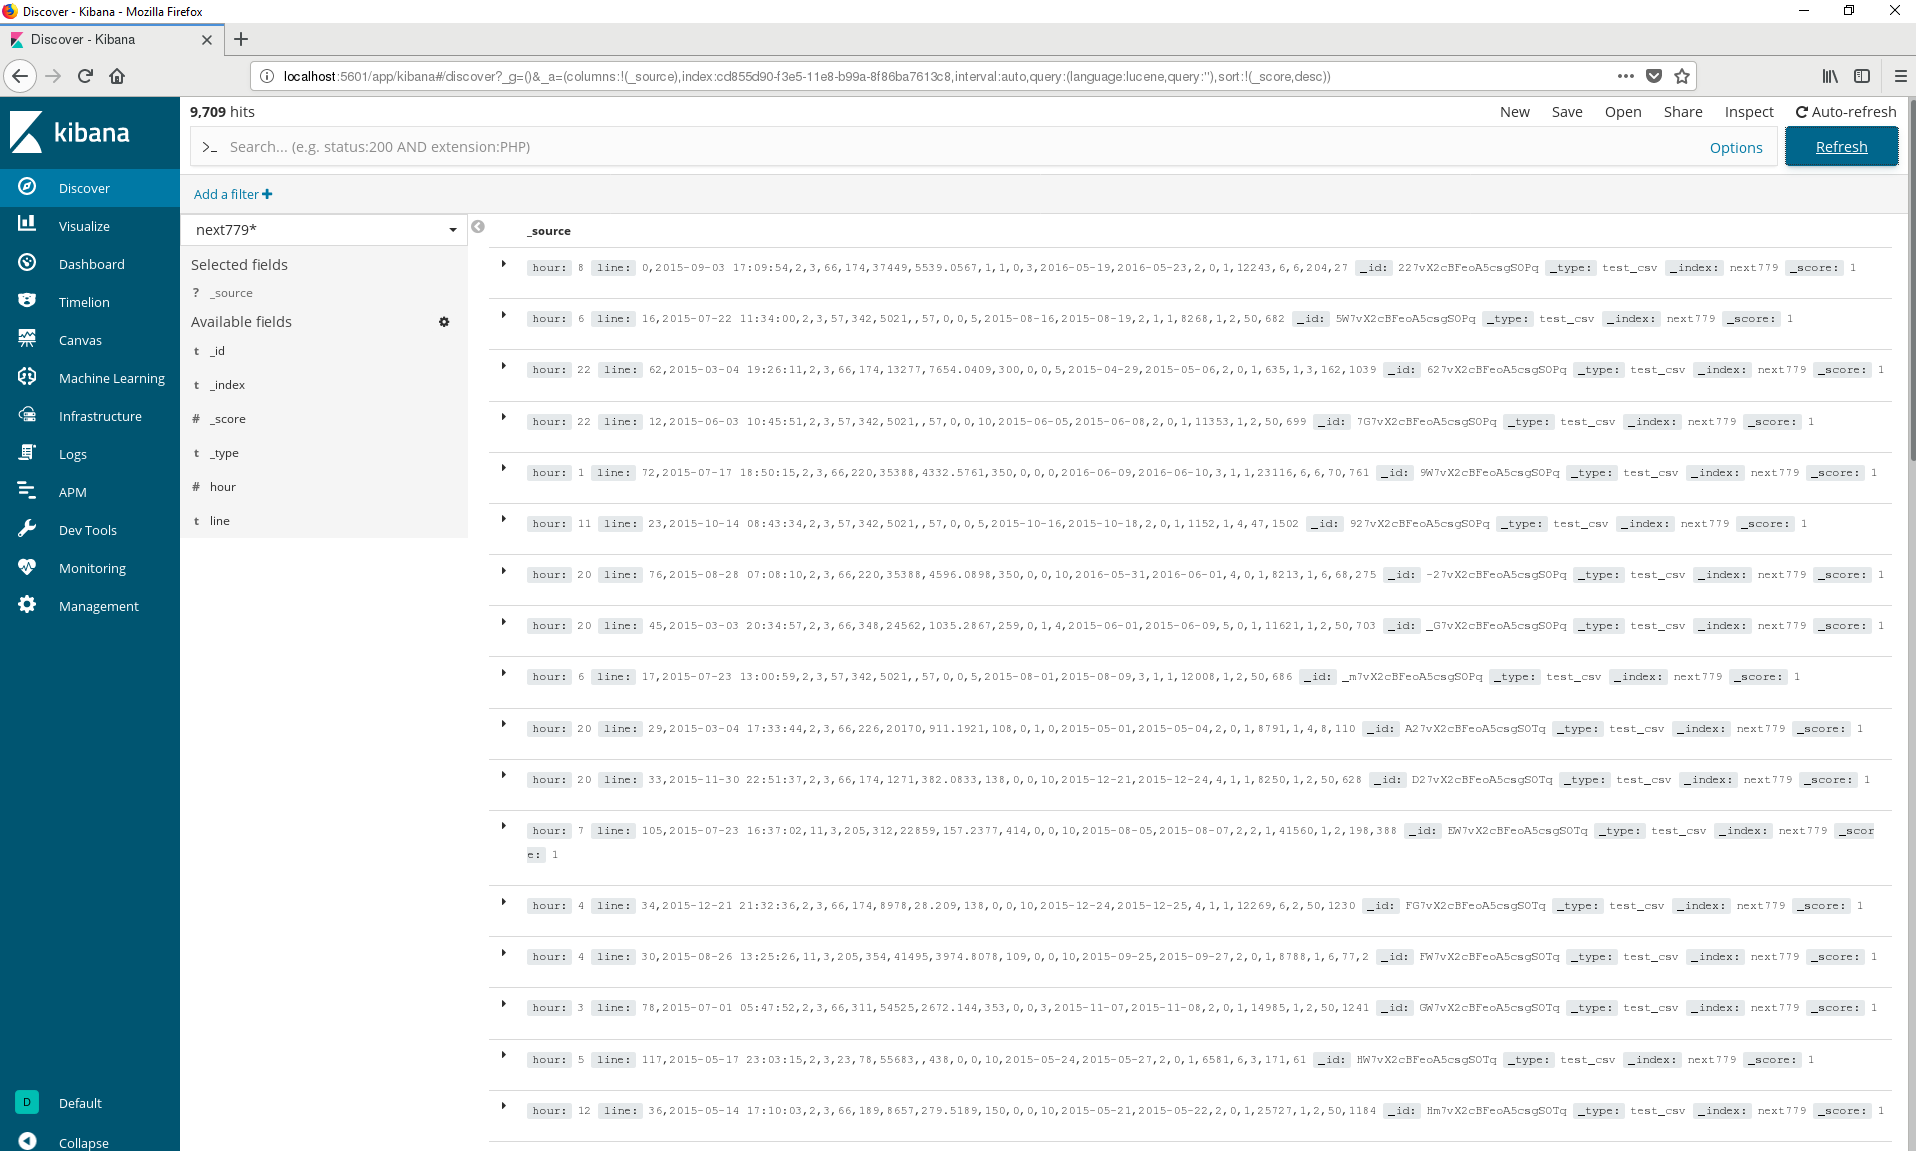 Discover - Kibana - Mozilla Firefox
Discover - Kibana
localhost:5601/app/kibana#/discover?_g=()&_a=(columns:!(_source),index:cd855d90-f3e5-11e8-b99a-8f86ba7613c8,interval:auto,query:(language:lucene,query:''),sort:!(_score,desc))
kibana
Discover
Visualize
Dashboard
Timelion
Canvas
Machine Learning
Infrastructure
Logs
APM
Dev Tools
Monitoring
Management
D Default
Collapse
9,709 hits
New Save Open Share Inspect Auto-refresh
>_ Search... (e.g. status:200 AND extension:PHP) Options Refresh
Add a filter +
next779*
Selected fields
? _source
Available fields
t _id
t _index
# _score
t _type
# hour
t line
_source
hour: 8 line: 0,2015-09-03 17:09:54,2,3,66,174,37449,5539.0567,1,1,0,3,2016-05-19,2016-05-23,2,0,1,12243,6,6,204,27 _id: 227vX2cBFeoA5csgSOPq _type: test_csv _index: next779 _score: 1
hour: 6 line: 16,2015-07-22 11:34:00,2,3,57,342,5021,,57,0,0,5,2015-08-16,2015-08-19,2,1,1,8268,1,2,50,682 _id: 5W7vX2cBFeoA5csgSOPq _type: test_csv _index: next779 _score: 1
hour: 22 line: 62,2015-03-04 19:26:11,2,3,66,174,13277,7654.0409,300,0,0,5,2015-04-29,2015-05-06,2,0,1,635,1,3,162,1039 _id: 627vX2cBFeoA5csgSOPq _type: test_csv _index: next779 _score: 1
hour: 22 line: 12,2015-06-03 10:45:51,2,3,57,342,5021,,57,0,0,10,2015-06-05,2015-06-08,2,0,1,11353,1,2,50,699 _id: 7G7vX2cBFeoA5csgSOPq _type: test_csv _index: next779 _score: 1
hour: 1 line: 72,2015-07-17 18:50:15,2,3,66,220,35388,4332.5761,350,0,0,0,2016-06-09,2016-06-10,3,1,1,23116,6,6,70,761 _id: 9W7vX2cBFeoA5csgSOPq _type: test_csv _index: next779 _score: 1
hour: 11 line: 23,2015-10-14 08:43:34,2,3,57,342,5021,,57,0,0,5,2015-10-16,2015-10-18,2,0,1,1152,1,4,47,1502 _id: 927vX2cBFeoA5csgSOPq _type: test_csv _index: next779 _score: 1
hour: 20 line: 76,2015-08-28 07:08:10,2,3,66,220,35388,4596.0898,350,0,0,10,2016-05-31,2016-06-01,4,0,1,8213,1,6,68,275 _id: -27vX2cBFeoA5csgSOPq _type: test_csv _index: next779 _score: 1
hour: 20 line: 45,2015-03-03 20:34:57,2,3,66,348,24562,1035.2867,259,0,1,4,2015-06-01,2015-06-09,5,0,1,11621,1,2,50,703 _id: _G7vX2cBFeoA5csgSOPq _type: test_csv _index: next779 _score: 1
hour: 6 line: 17,2015-07-23 13:00:59,2,3,57,342,5021,,57,0,0,5,2015-08-01,2015-08-09,3,1,1,12008,1,2,50,686 _id: _m7vX2cBFeoA5csgSOPq _type: test_csv _index: next779 _score: 1
hour: 20 line: 29,2015-03-04 17:33:44,2,3,66,226,20170,911.1921,108,0,1,0,2015-05-01,2015-05-04,2,0,1,8791,1,4,8,110 _id: A27vX2cBFeoA5csgSOTq _type: test_csv _index: next779 _score: 1
hour: 20 line: 33,2015-11-30 22:51:37,2,3,66,174,1271,382.0833,138,0,0,10,2015-12-21,2015-12-24,4,1,1,8250,1,2,50,628 _id: D27vX2cBFeoA5csgSOTq _type: test_csv _index: next779 _score: 1
hour: 7 line: 105,2015-07-23 16:37:02,11,3,205,312,22859,157.2377,414,0,0,10,2015-08-05,2015-08-07,2,2,1,41560,1,2,198,388 _id: EW7vX2cBFeoA5csgSOTq _type: test_csv _index: next779 _scor
e: 1
hour: 4 line: 34,2015-12-21 21:32:36,2,3,66,174,8978,28.209,138,0,0,10,2015-12-24,2015-12-25,4,1,1,12269,6,2,50,1230 _id: FG7vX2cBFeoA5csgSOTq _type: test_csv _index: next779 _score: 1
hour: 4 line: 30,2015-08-26 13:25:26,11,3,205,354,41495,3974.8078,109,0,0,10,2015-09-25,2015-09-27,2,0,1,8788,1,6,77,2 _id: FW7vX2cBFeoA5csgSOTq _type: test_csv _index: next779 _score: 1
hour: 3 line: 78,2015-07-01 05:47:52,2,3,66,311,54525,2672.144,353,0,0,3,2015-11-07,2015-11-08,2,0,1,14985,1,2,50,1241 _id: GW7vX2cBFeoA5csgSOTq _type: test_csv _index: next779 _score: 1
hour: 5 line: 117,2015-05-17 23:03:15,2,3,23,78,55683,,438,0,0,10,2015-05-24,2015-05-27,2,0,1,6581,6,3,171,61 _id: HW7vX2cBFeoA5csgSOTq _type: test_csv _index: next779 _score: 1
hour: 12 line: 36,2015-05-14 17:10:03,2,3,66,189,8657,279.5189,150,0,0,10,2015-05-21,2015-05-22,2,0,1,25727,1,2,50,1184 _id: Hm7vX2cBFeoA5csgSOTq _type: test_csv _index: next779 _score: 1